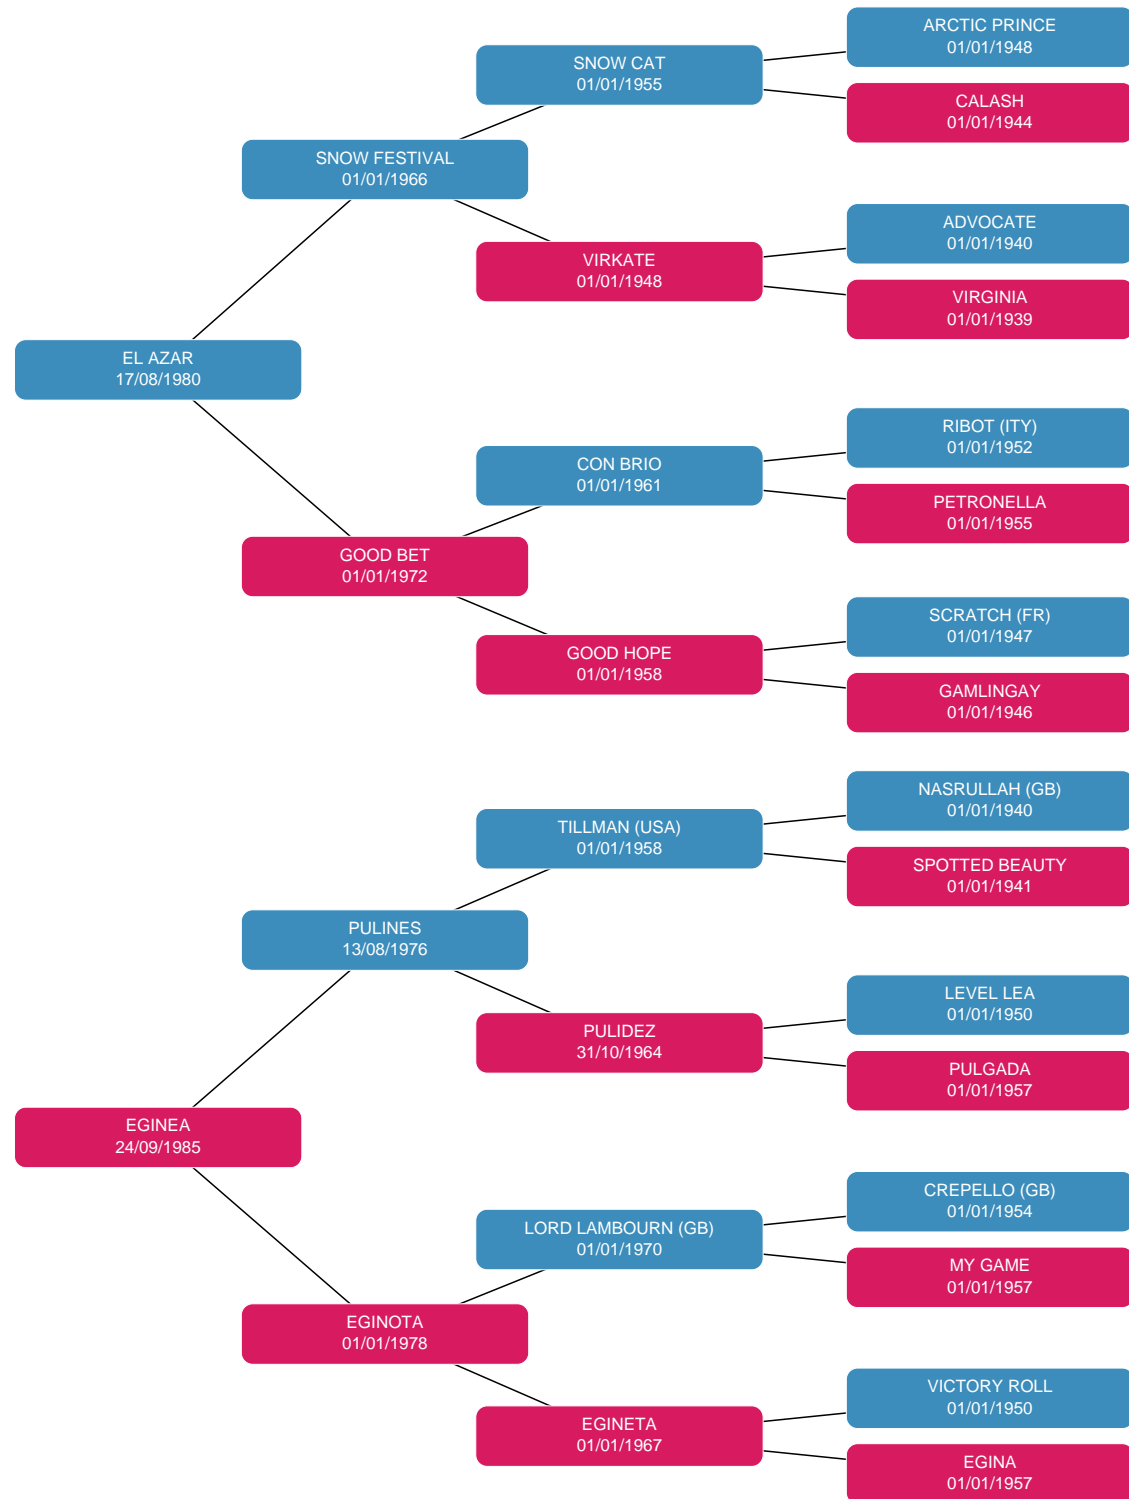 ARCTIC PRINCE
01/01/1948
SNOW CAT
01/01/1955
CALASH
01/01/1944
SNOW FESTIVAL
01/01/1966
ADVOCATE
01/01/1940
VIRKATE
01/01/1948
VIRGINIA
01/01/1939
EL AZAR
17/08/1980
RIBOT (ITY)
01/01/1952
CON BRIO
01/01/1961
PETRONELLA
01/01/1955
GOOD BET
01/01/1972
SCRATCH (FR)
01/01/1947
GOOD HOPE
01/01/1958
GAMLINGAY
01/01/1946
NASRULLAH (GB)
01/01/1940
TILLMAN (USA)
01/01/1958
SPOTTED BEAUTY
01/01/1941
PULINES
13/08/1976
LEVEL LEA
01/01/1950
PULIDEZ
31/10/1964
PULGADA
01/01/1957
EGINEA
24/09/1985
CREPELLO (GB)
01/01/1954
LORD LAMBOURN (GB)
01/01/1970
MY GAME
01/01/1957
EGINOTA
01/01/1978
VICTORY ROLL
01/01/1950
EGINETA
01/01/1967
EGINA
01/01/1957